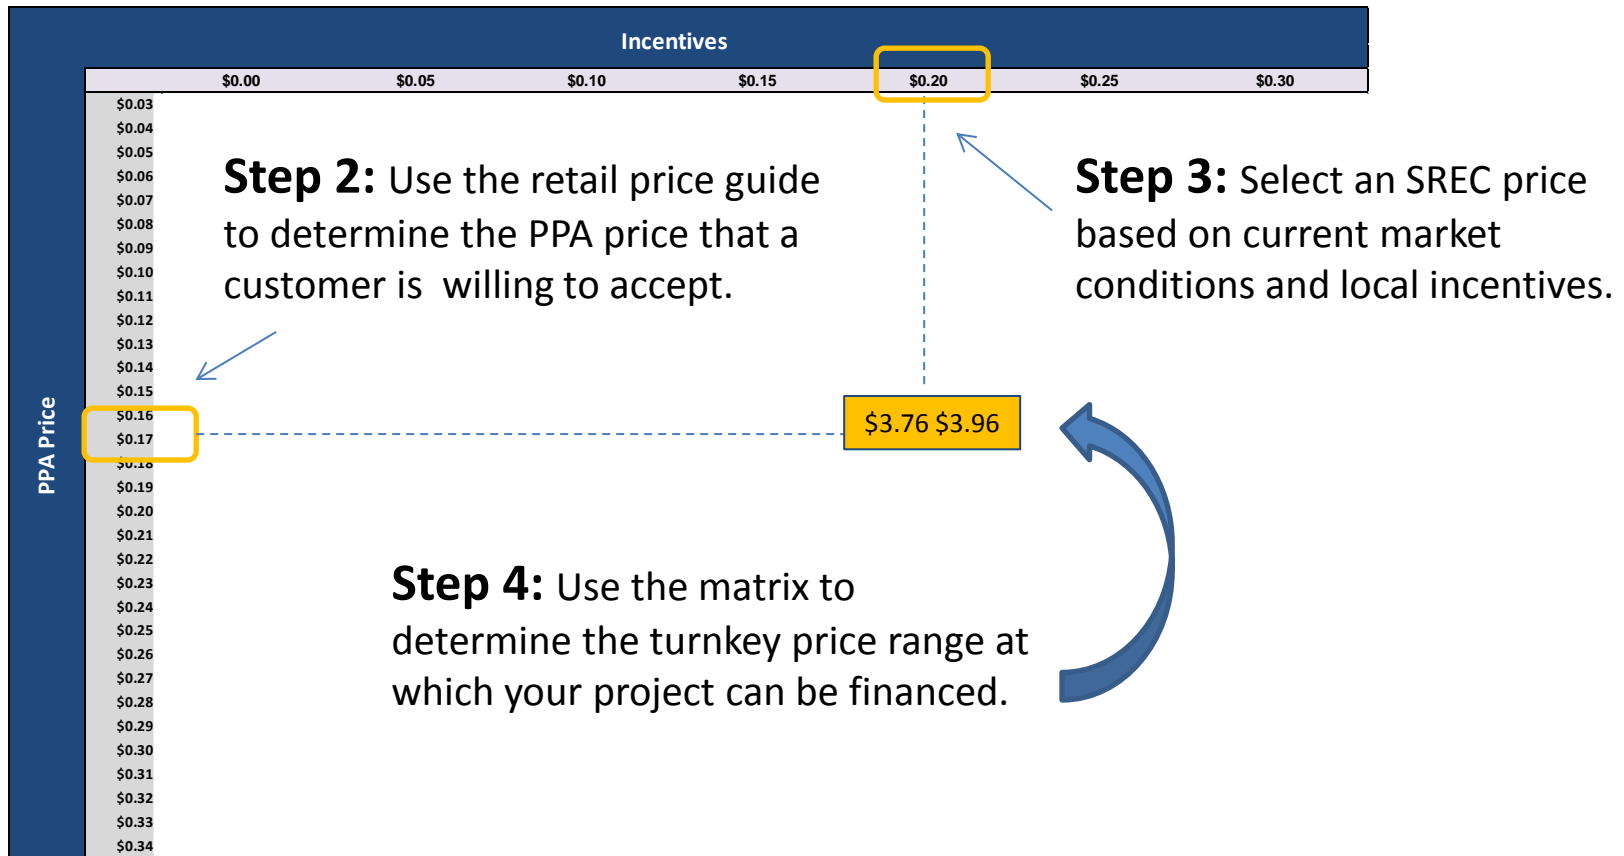 Incentives
$0.00 $0.05 $0.10 $0.15 $0.20 $0.25 $0.30
PPA Price
$0.03
$0.04
$0.05
$0.06
$0.07
$0.08
$0.09
$0.10
$0.11
$0.12
$0.13
$0.14
$0.15
$0.16
$0.17
$0.18
$0.19
$0.20
$0.21
$0.22
$0.23
$0.24
$0.25
$0.26
$0.27
$0.28
$0.29
$0.30
$0.31
$0.32
$0.33
$0.34
Step 2: Use the retail price guide
to determine the PPA price that a
customer is  willing to accept.
Step 3: Select an SREC price
based on current market
conditions and local incentives.
$3.76 $3.96
Step 4: Use the matrix to
determine the turnkey price range at
which your project can be financed.